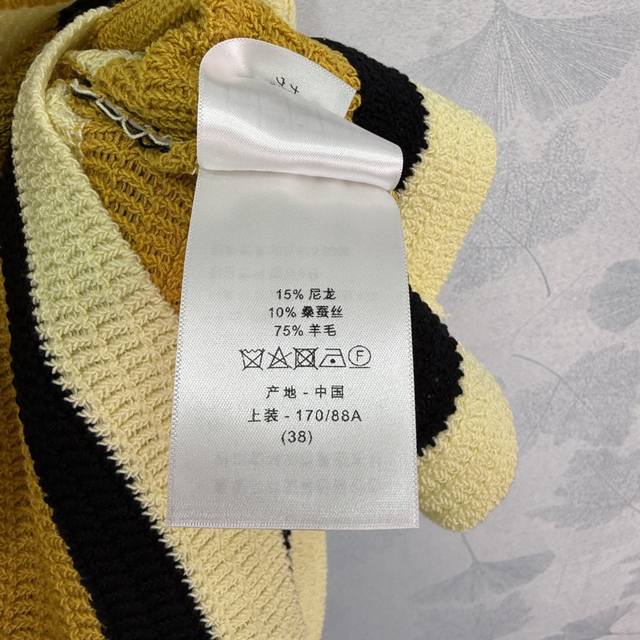 15% 尼龙
10% 桑蚕丝
75% 羊毛
F
产地 - 中国
上装 - 170/88A
(38)